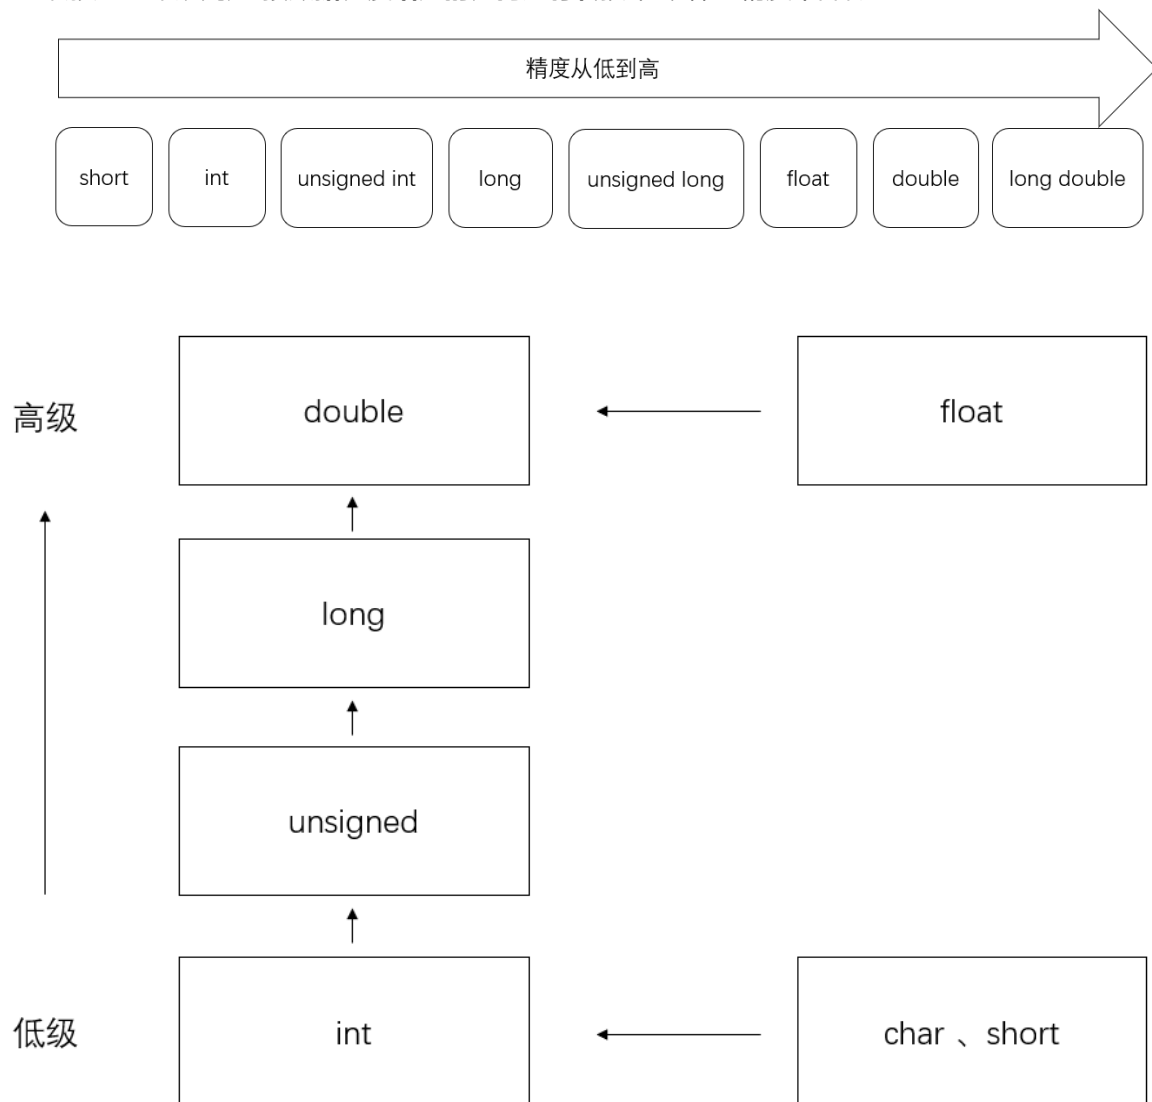 精度从低到高
short int unsigned int long unsigned long float double long double
double float
高级
long
unsigned
低级 int char 、short